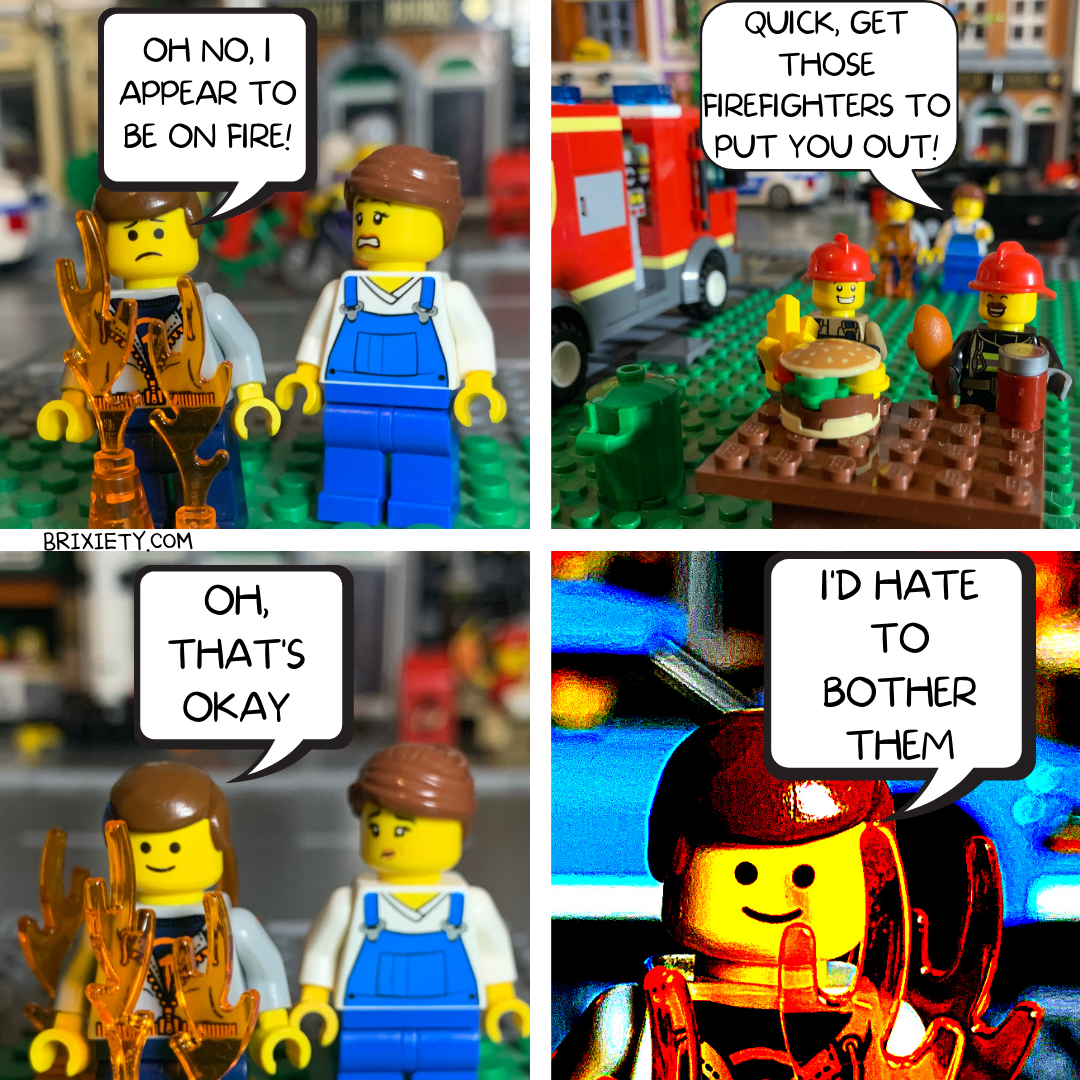 OH NO, I
APPEAR TO
BE ON FIRE!
QUICK, GET
THOSE
FIREFIGHTERS TO
PUT YOU OUT!
BRIXIETY.COM
OH,
THAT'S
OKAY
I'D HATE
TO
BOTHER
THEM